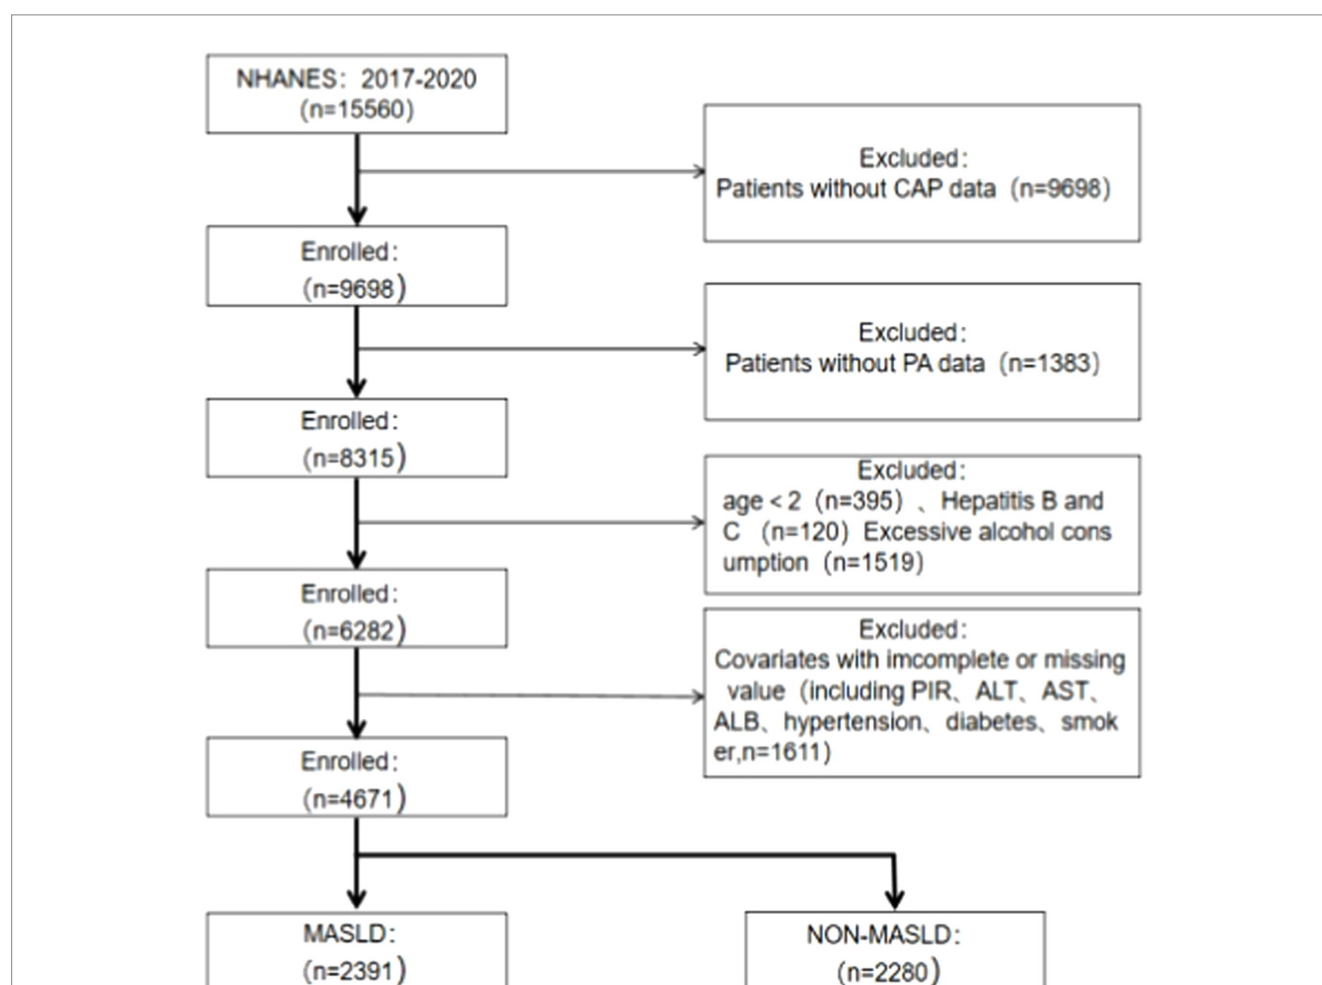 NHANES：2017-2020
(n=15560)
Excluded：
Patients without CAP data（n=9698）
Enrolled：
（n=9698）
Excluded：
Patients without PA data（n=1383）
Enrolled：
（n=8315）
Excluded：
age < 2（n=395）、Hepatitis B and
C （n=120）Excessive alcohol cons
umption（n=1519）
Enrolled：
（n=6282）
Excluded：
Covariates with imcomplete or missing
value（including PIR、ALT、AST、
ALB、hypertension、diabetes、smok
er,n=1611）
Enrolled：
（n=4671）
MASLD：
（n=2391）
NON-MASLD：
（n=2280）